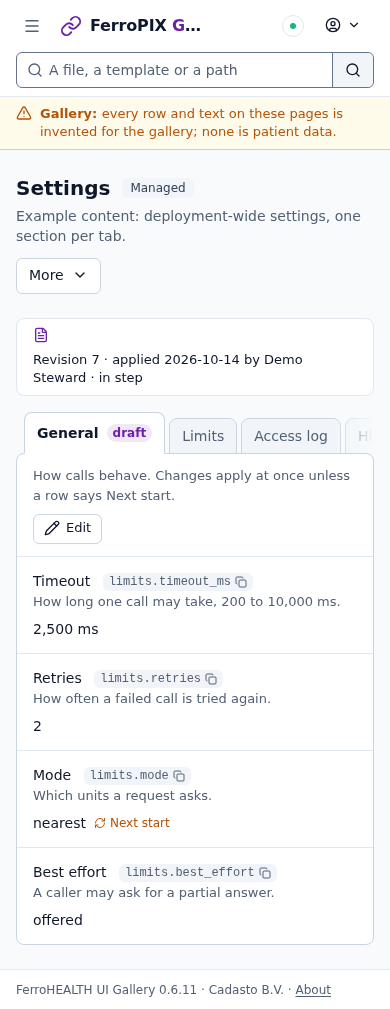 FerroPIX G…
A file, a template or a path
Gallery: every row and text on these pages is
invented for the gallery; none is patient data.
Settings Managed
Example content: deployment-wide settings, one
section per tab.
More
Revision 7 · applied 2026-10-14 by Demo
Steward · in step
General draft Limits Access log
How calls behave. Changes apply at once unless
a row says Next start.
Edit
Timeout limits.timeout_ms
How long one call may take, 200 to 10,000 ms.
2,500 ms
Retries limits.retries
How often a failed call is tried again.
2
Mode limits.mode
Which units a request asks.
nearest Next start
Best effort limits.best_effort
A caller may ask for a partial answer.
offered
FerroHEALTH UI Gallery 0.6.11 · Cadasto B.V. · About